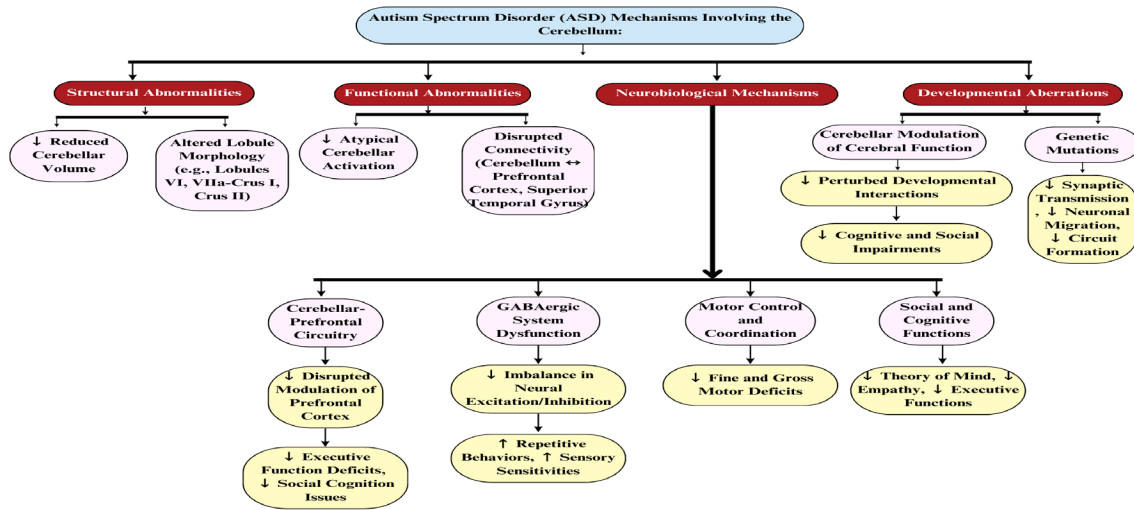 Autism Spectrum Disorder (ASD) Mechanisms Involving the
Cerebellum:
Structural Abnormalities
Functional Abnormalities
Neurobiological Mechanisms
Developmental Aberrations
↓ Reduced
Cerebellar
Volume
Altered Lobule
Morphology
(e.g., Lobules
VI, VIIa-Crus I,
Crus II)
↓ Atypical
Cerebellar
Activation
Disrupted
Connectivity
(Cerebellum ↔
Prefrontal
Cortex, Superior
Temporal Gyrus)
Cerebellar Modulation
of Cerebral Function
Genetic
Mutations
↓ Perturbed Developmental
Interactions
↓ Cognitive and Social
Impairments
↓ Synaptic
Transmission
, ↓ Neuronal
Migration,
↓ Circuit
Formation
Cerebellar-
Prefrontal
Circuitry
GABAergic
System
Dysfunction
Motor Control
and
Coordination
Social and
Cognitive
Functions
↓ Disrupted
Modulation of
Prefrontal
Cortex
↓ Imbalance in
Neural
Excitation/Inhibition
↓ Fine and Gross
Motor Deficits
↓ Theory of Mind, ↓
Empathy, ↓ Executive
Functions
↓ Executive
Function Deficits,
↓ Social Cognition
Issues
↑ Repetitive
Behaviors, ↑ Sensory
Sensitivities